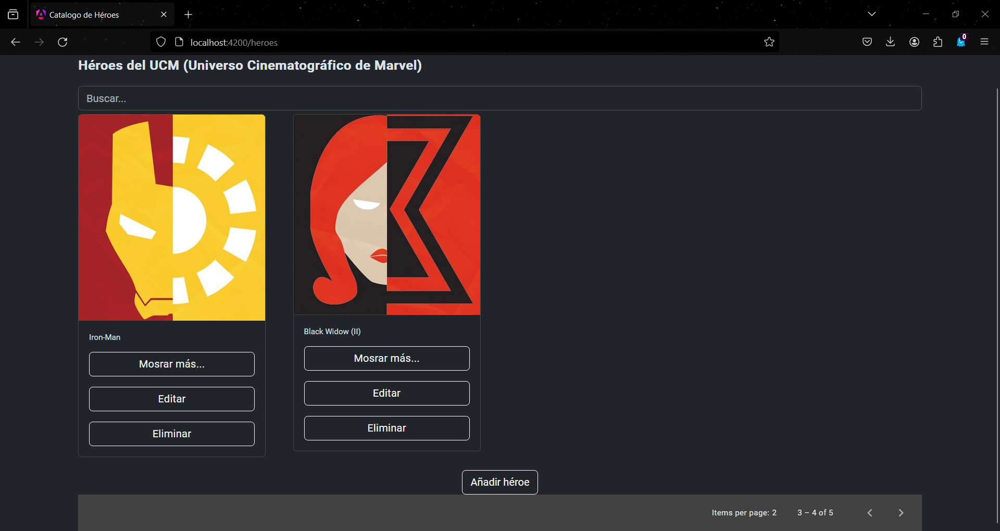 Catalogo de Héroes
localhost:4200/heroes
0
Héroes del UCM (Universo Cinematográfico de Marvel)
Buscar...
Iron-Man
Mosrar más...
Editar
Eliminar
Black Widow (II)
Mosrar más...
Editar
Eliminar
Añadir héroe
Items per page: 2
3 – 4 of 5